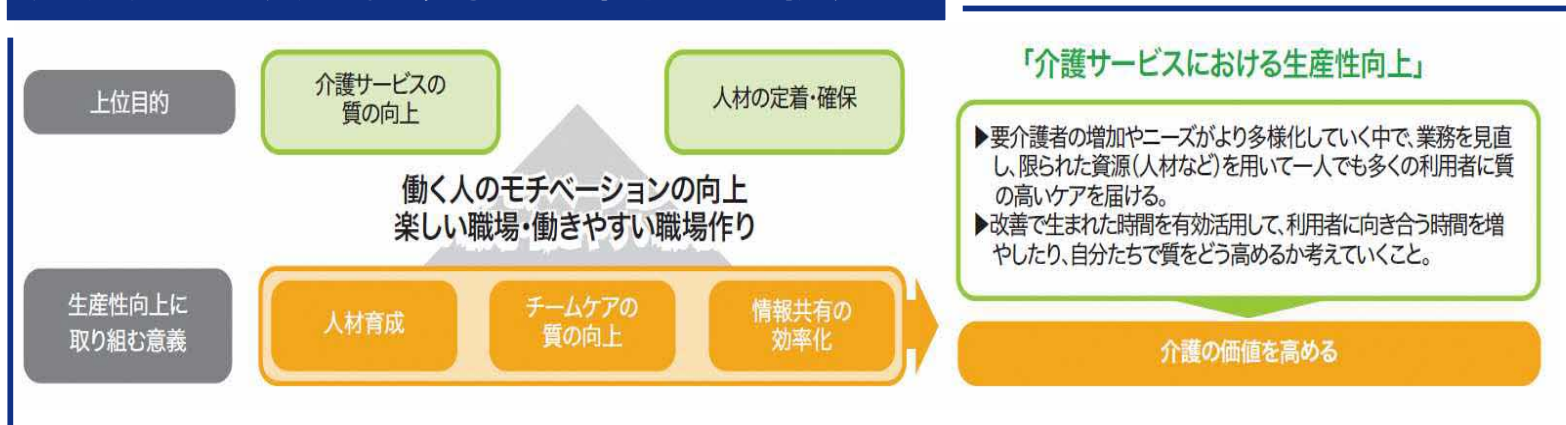 上位目的
介護サービスの
質の向上
人材の定着・確保
働く人のモチベーションの向上
楽しい職場・働きやすい職場作り
生産性向上に
取り組む意義
人材育成
チームケアの
質の向上
情報共有の
効率化
「介護サービスにおける生産性向上」
▶要介護者の増加やニーズがより多様化していく中で、業務を見直
し、限られた資源(人材など)を用いて一人でも多くの利用者に質
の高いケアを届ける。
▶改善で生まれた時間を有効活用して、利用者に向き合う時間を増
やしたり、自分たちで質をどう高めるか考えていくこと。
介護の価値を高める